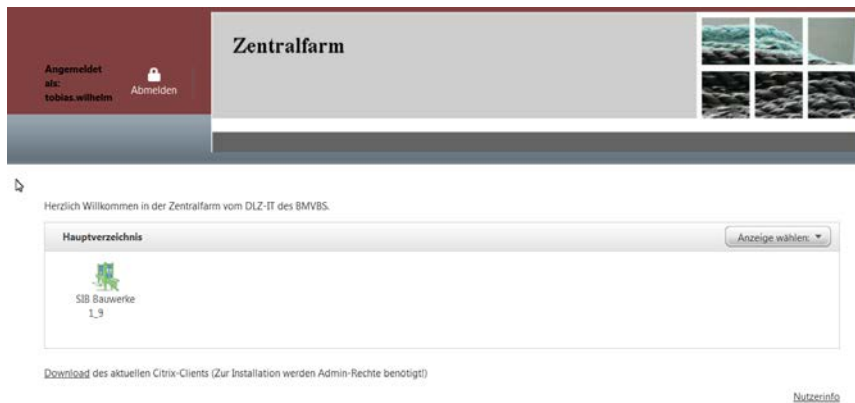 Zentralfarm
Angemeldet
als:
tobias.wilhelm
Abmelden
Herzlich Willkommen in der Zentralfarm vom DLZ-IT des BMVBS.
Hauptverzeichnis
Anzeige wählen:
SIB Bauwerke
1_9
Download des aktuellen Citrix-Clients (Zur Installation werden Admin-Rechte benötigt!)
Nutzerinfo